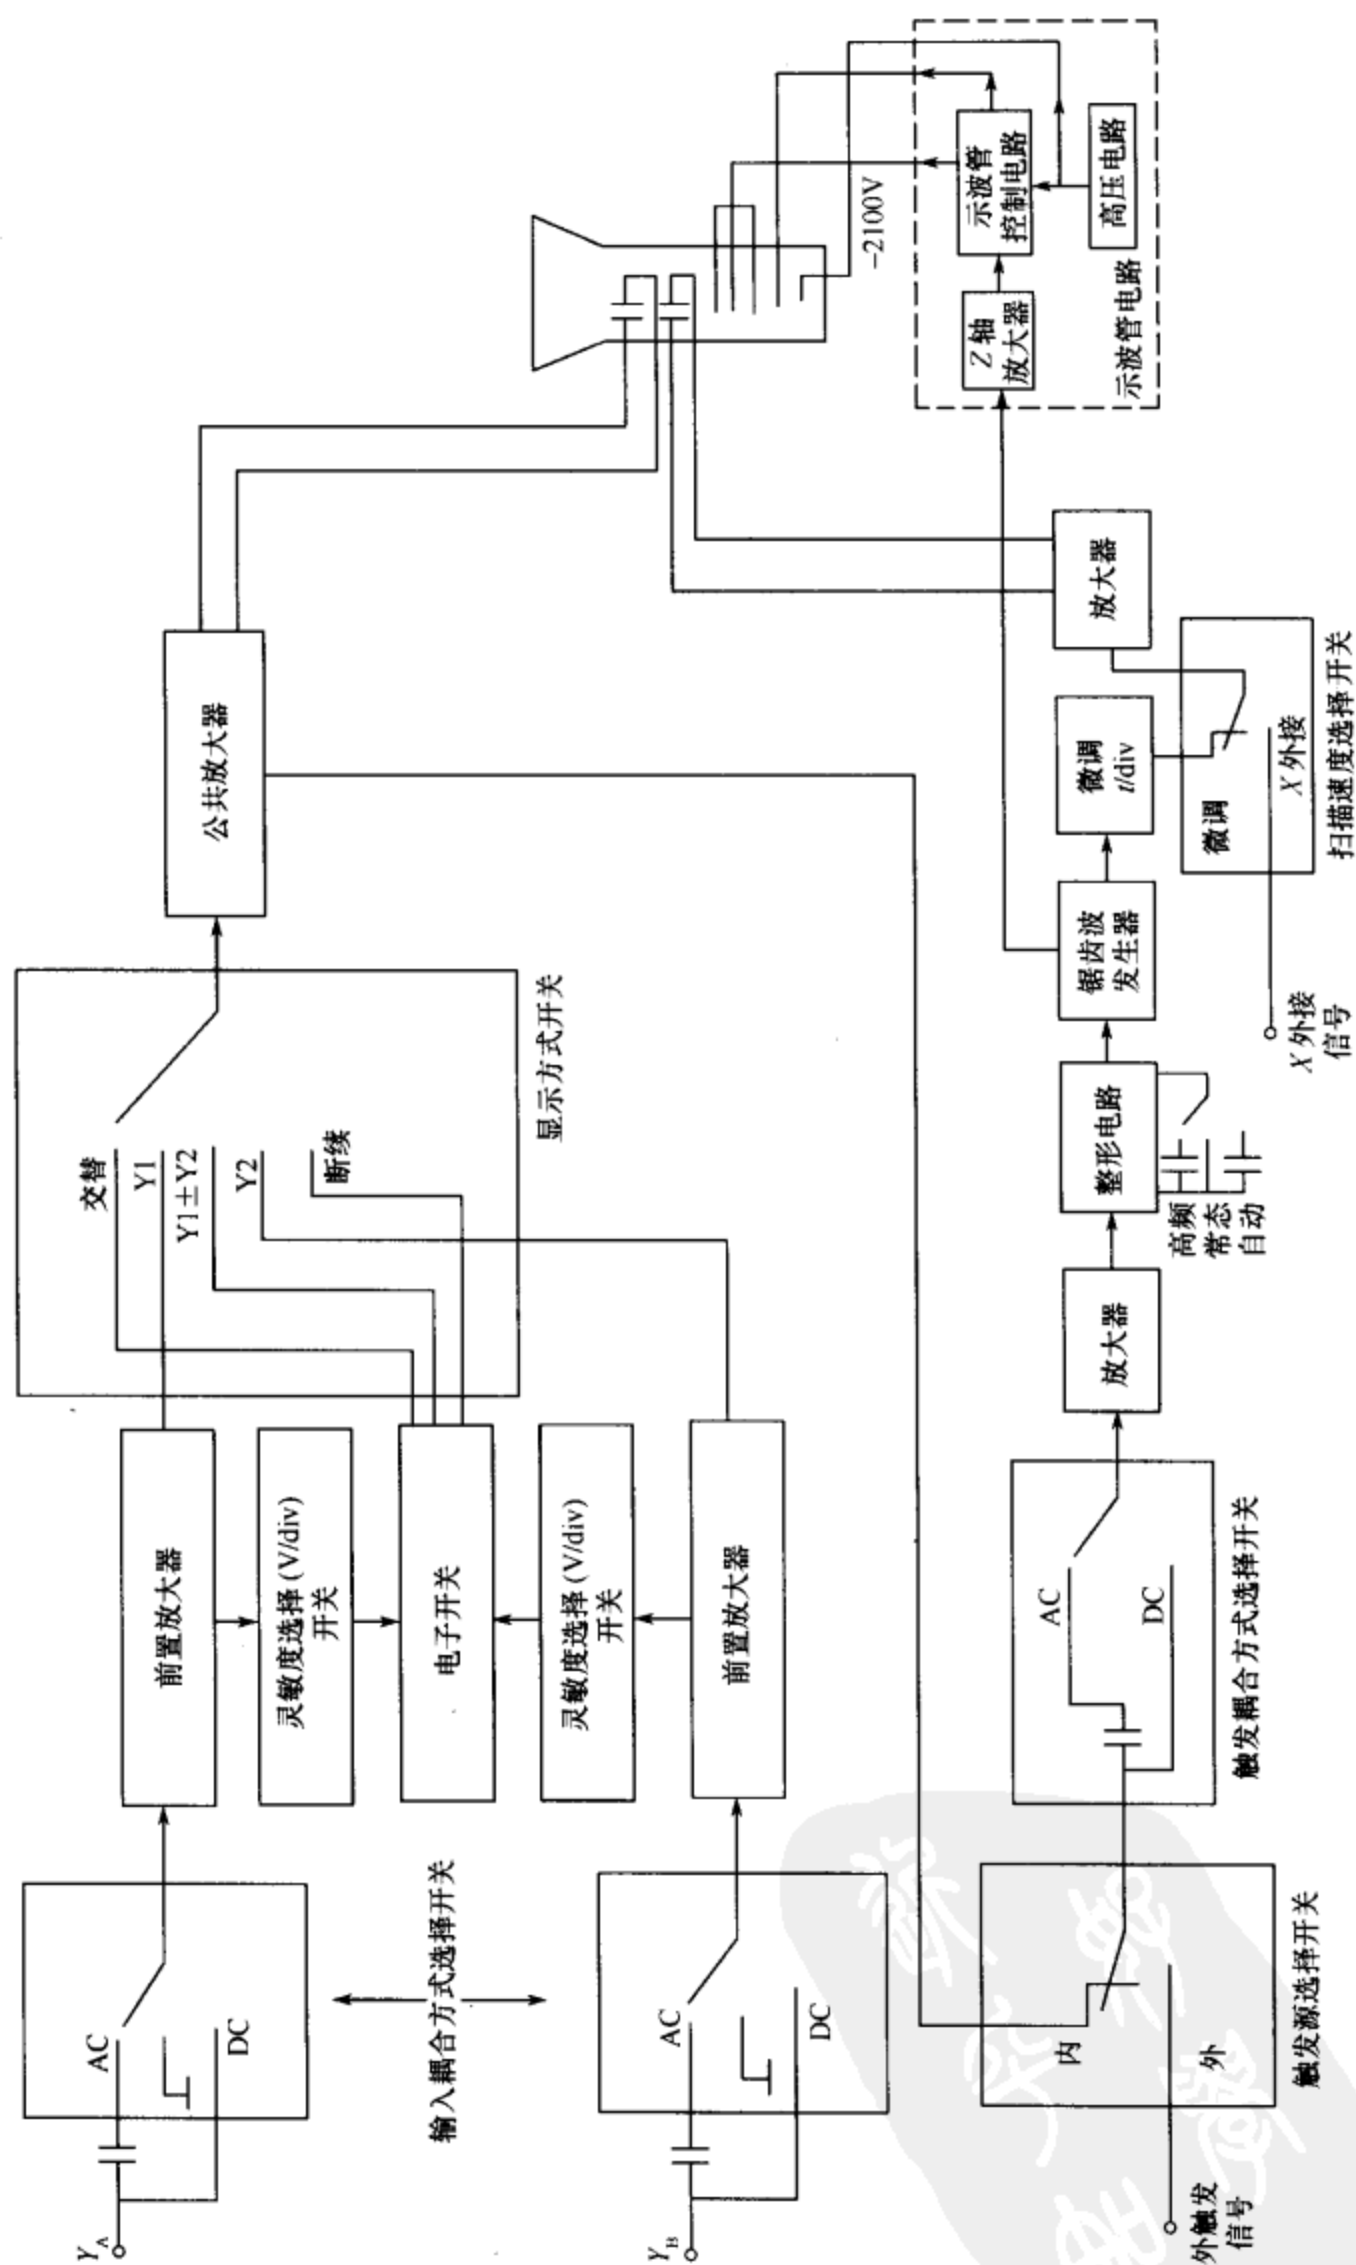 Y_A
AC
DC
前置放大器
灵敏度选择(V/div)
开关
电子开关
灵敏度选择(V/div)
开关
前置放大器
输入耦合方式选择开关
Y_B
AC
DC
交替
Y1
Y1±Y2
Y2
断续
显示方式开关
公共放大器
外触发
信号
内
外
触发源选择开关
AC
DC
触发耦合方式选择开关
放大器
整形电路
高频
常态
自动
锯齿波
发生器
微调
t/div
放大器
X外接
信号
微调
X外接
扫描速度选择开关
-2100V
Z轴
放大器
示波管
控制电路
高压电路
示波管电路